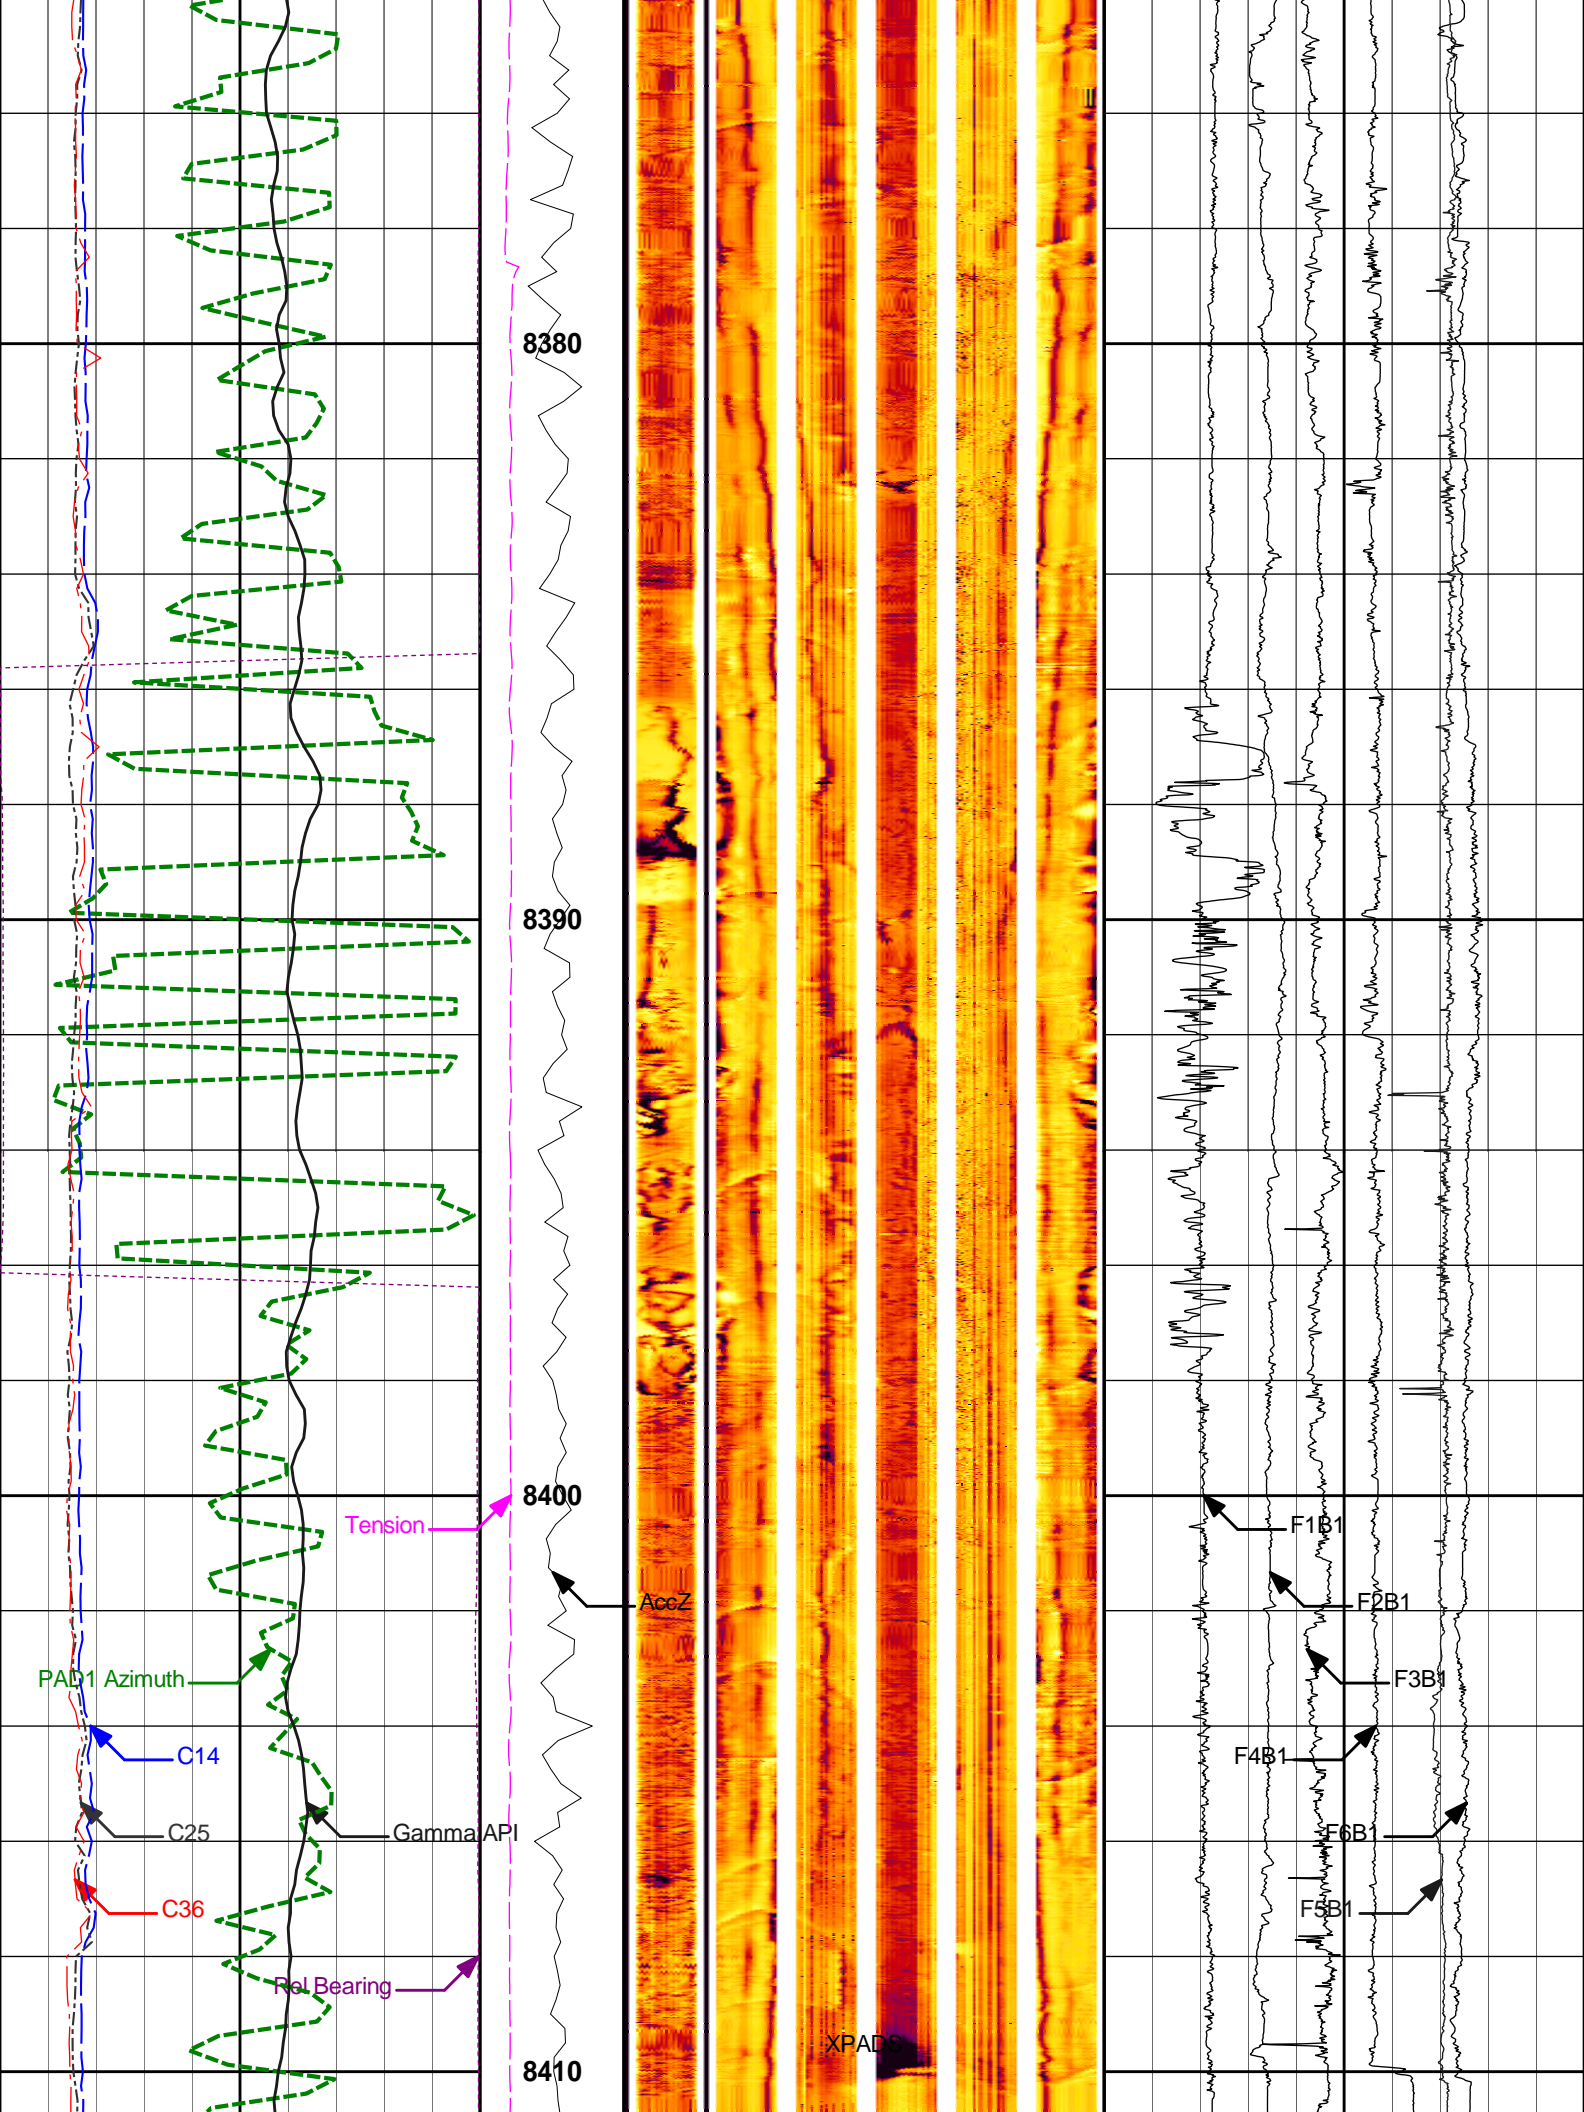 8380
8390
8400
Tension
F1B1
AccZ
F2B1
PAD1 Azimuth
F3B1
C14
F4B1
C25
Gamma API
F6B1
C36
F5B1
Rel Bearing
XPADS
8410